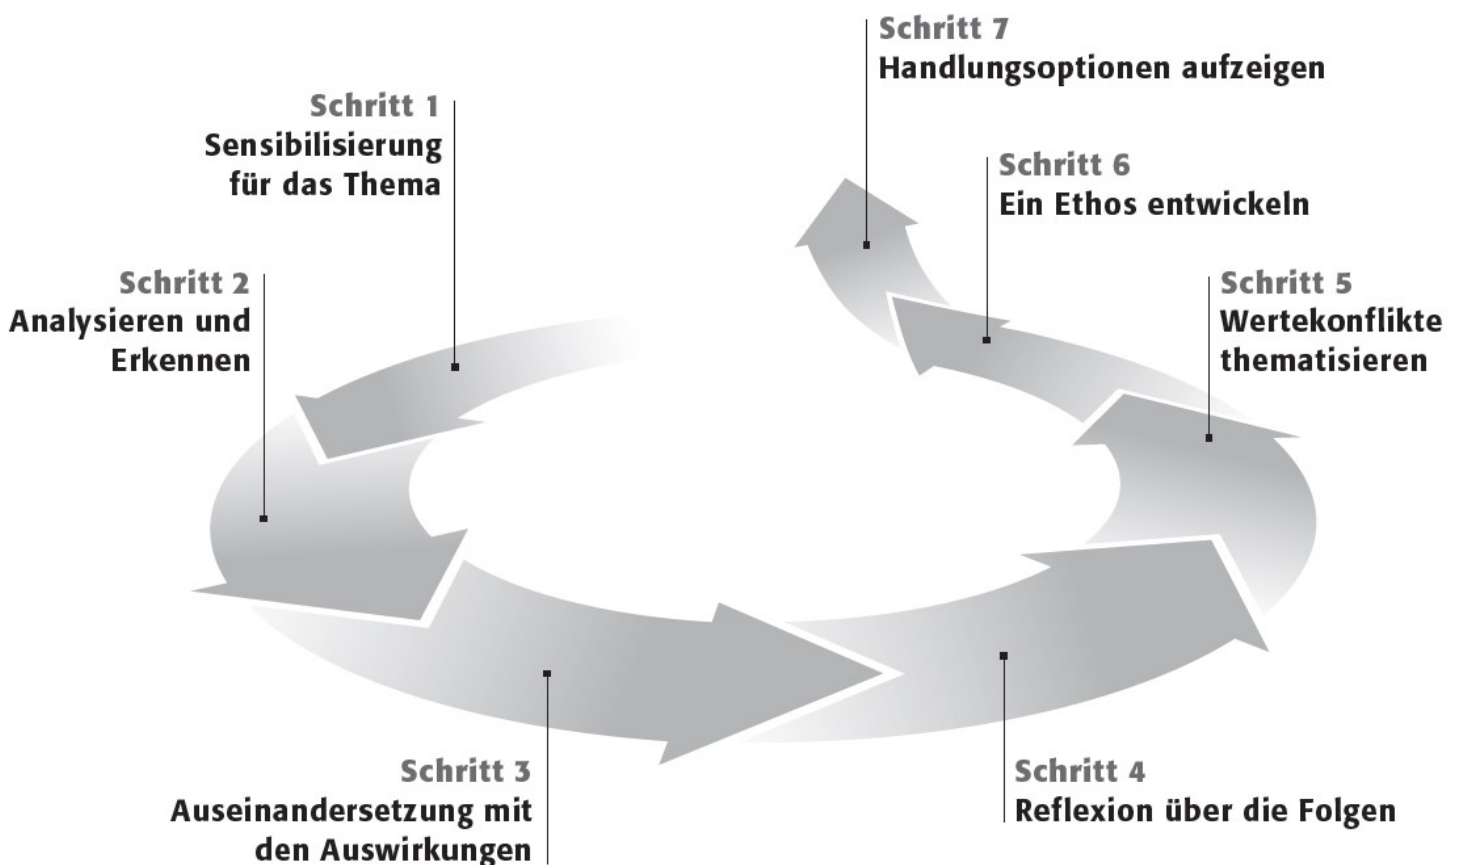 Schritt 1
Sensibilisierung
für das Thema
Schritt 2
Analysieren und
Erkennen
Schritt 3
Auseinandersetzung mit
den Auswirkungen
Schritt 4
Reflexion über die Folgen
Schritt 5
Wertekonflikte
thematisieren
Schritt 6
Ein Ethos entwickeln
Schritt 7
Handlungsoptionen aufzeigen